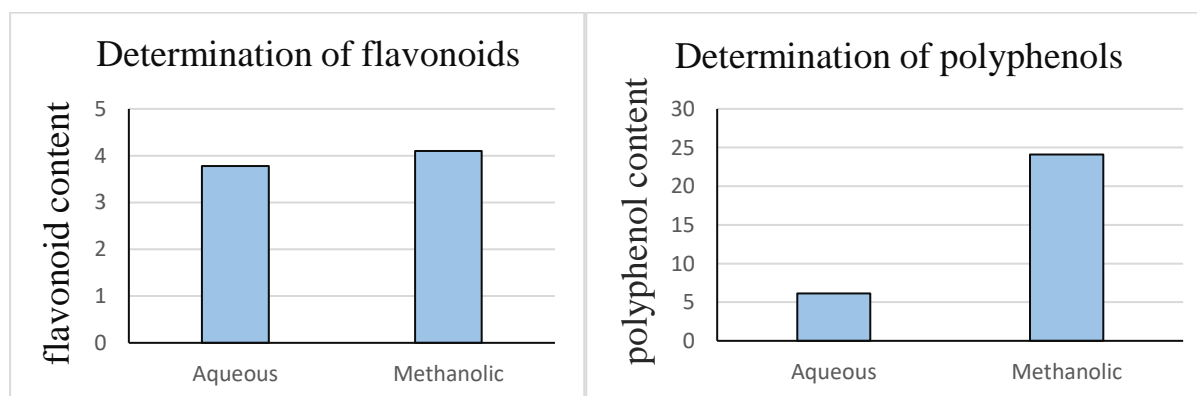 Determination of flavonoids
flavonoid content
5
4
3
2
1
0
Aqueous Methanolic
Determination of polyphenols
polyphenol content
30
25
20
15
10
5
0
Aqueous Methanolic